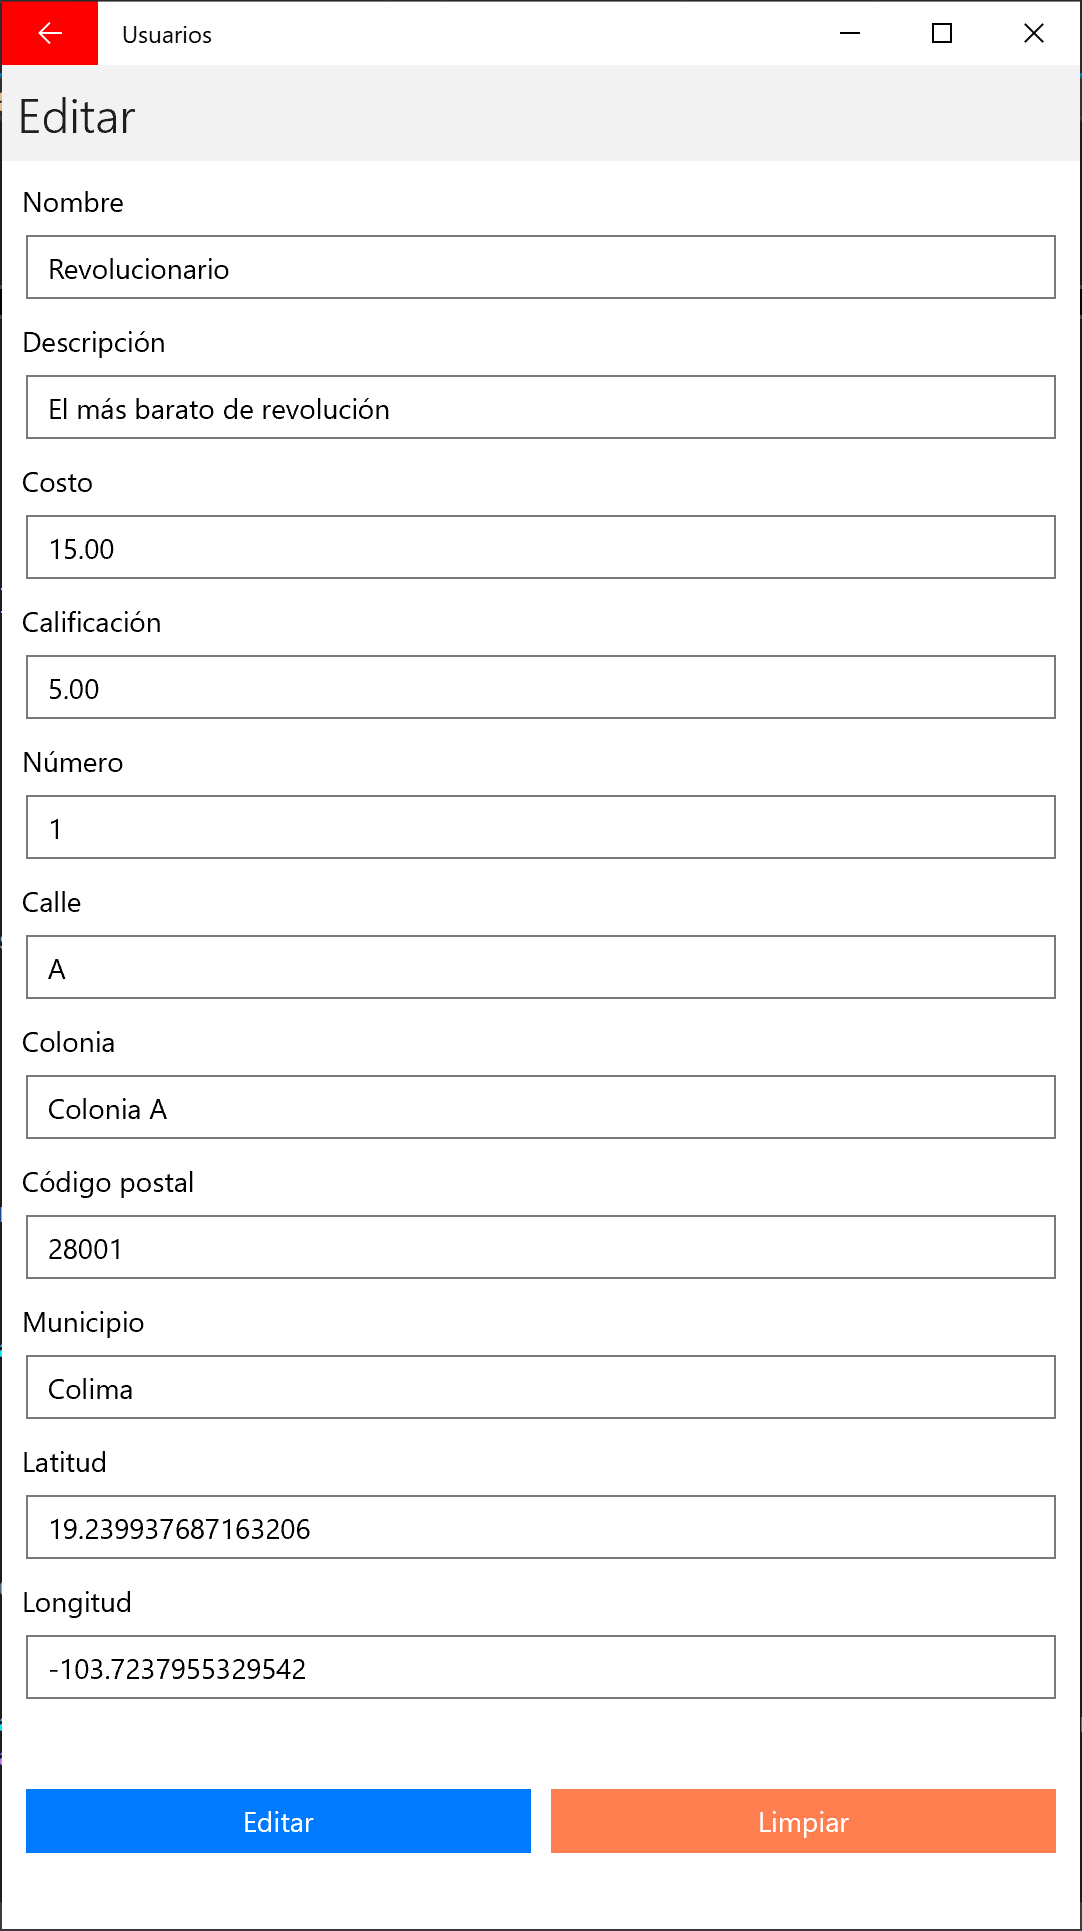 Usuarios
Editar
Nombre
Revolucionario
Descripción
El más barato de revolución
Costo
15.00
Calificación
5.00
Número
1
Calle
A
Colonia
Colonia A
Código postal
28001
Municipio
Colima
Latitud
19.239937687163206
Longitud
-103.7237955329542
Editar
Limpiar